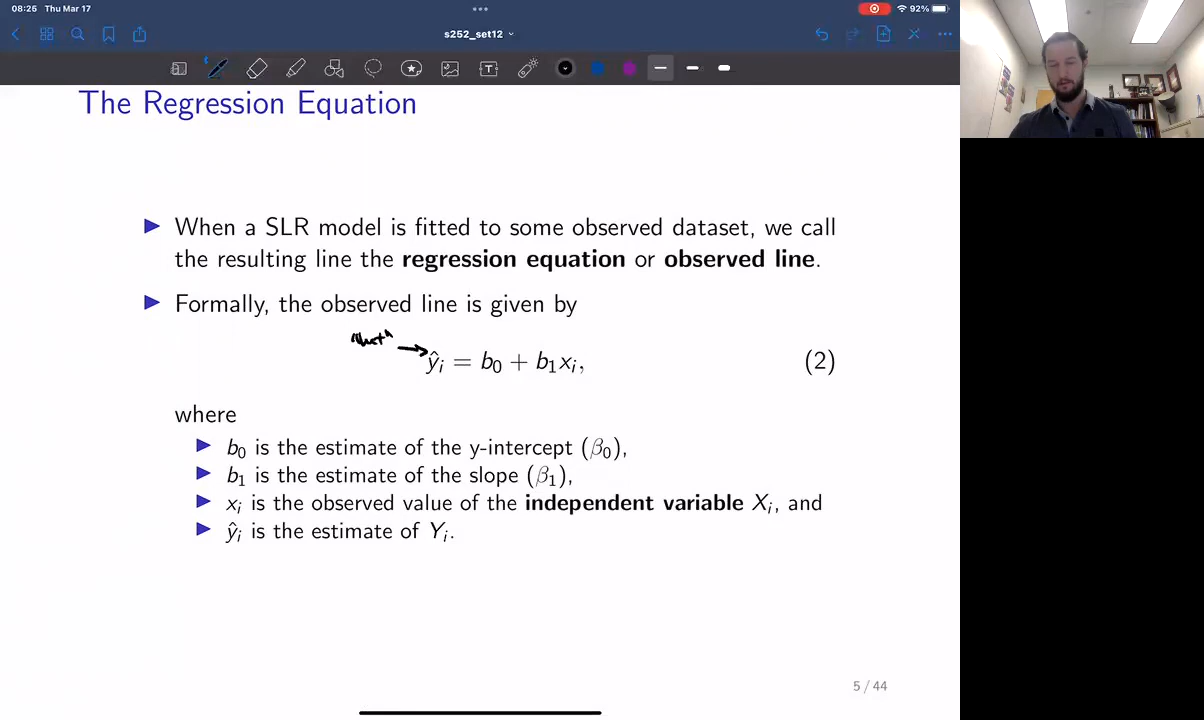 08:26 Thu Mar 17
92%
s252_set12
The Regression Equation
▶ When a SLR model is fitted to some observed dataset, we call
the resulting line the regression equation or observed line.
▶ Formally, the observed line is given by
"hat"
ŷᵢ = b₀ + b₁xᵢ, (2)
where
▶ b₀ is the estimate of the y-intercept (β₀),
▶ b₁ is the estimate of the slope (β₁),
▶ xᵢ is the observed value of the independent variable Xᵢ, and
▶ ŷᵢ is the estimate of Yᵢ.
5 / 44